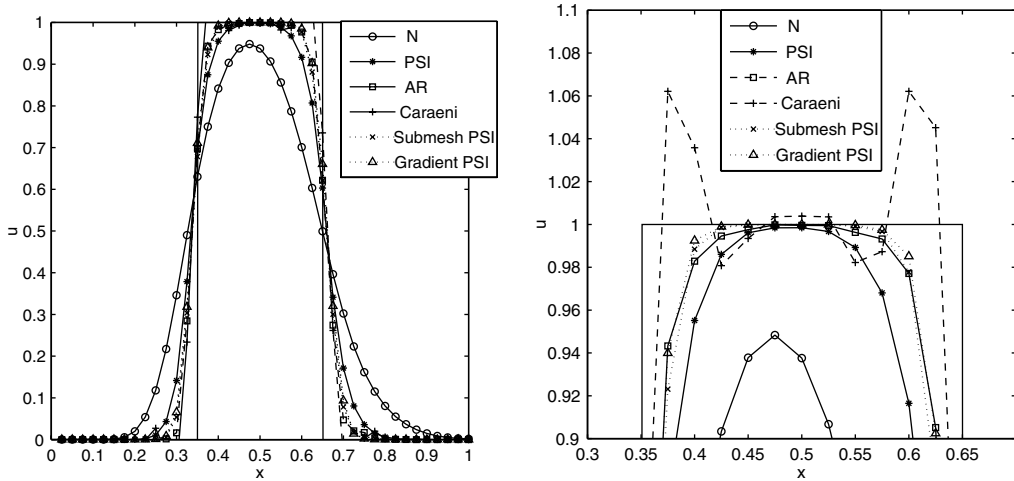 1
0.9
0.8
0.7
0.6
0.5
0.4
0.3
0.2
0.1
0
u
0 0.1 0.2 0.3 0.4 0.5 0.6 0.7 0.8 0.9 1
x
N
PSI
AR
Caraeni
Submesh PSI
Gradient PSI
1.1
1.08
1.06
1.04
1.02
1
0.98
0.96
0.94
0.92
0.9
u
0.3 0.35 0.4 0.45 0.5 0.55 0.6 0.65 0.7
x
N
PSI
AR
Caraeni
Submesh PSI
Gradient PSI